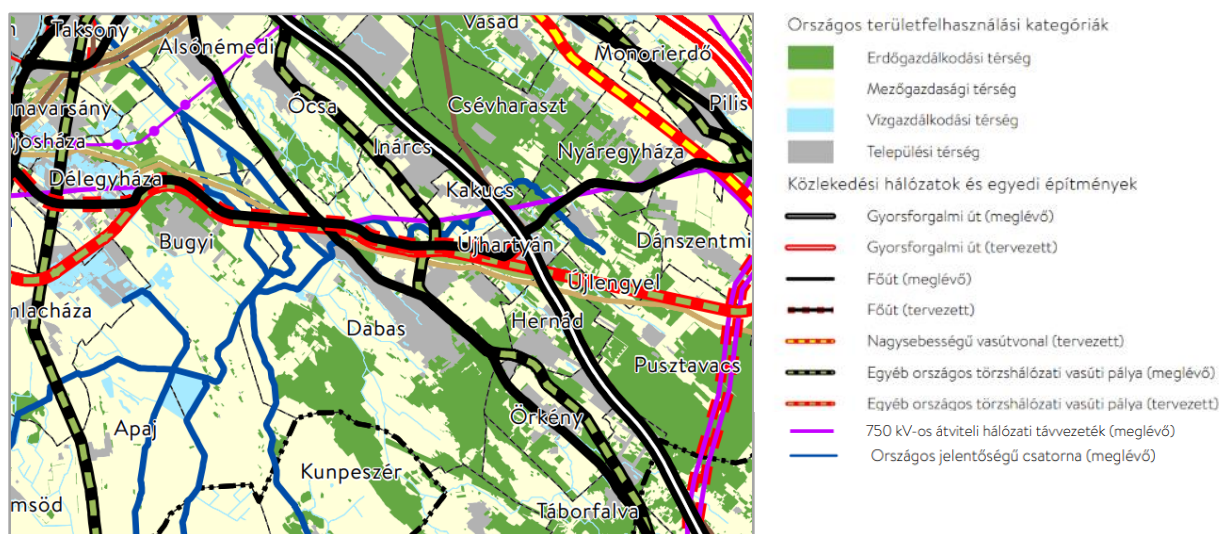 Taksony
Vasad
Alsónémedi
Monorierdő
navarsány
Ócsa
Csévharaszt
Pilis
josháza
Inárcs
Nyáregyháza
Délegyháza
Kakucs
Bugyi
Újhartyán
Dánszentmi
Újlengyel
mlacháza
Dabas
Hernád
Pusztavacs
Apaj
Örkény
Kunpeszér
msöd
Táborfalva
Országos területfelhasználási kategóriák
Erdőgazdálkodási térség
Mezőgazdasági térség
Vízgazdálkodási térség
Települési térség
Közlekedési hálózatok és egyedi építmények
Gyorsforgalmi út (meglévő)
Gyorsforgalmi út (tervezett)
Főút (meglévő)
Főút (tervezett)
Nagysebességű vasútvonal (tervezett)
Egyéb országos törzshálózati vasúti pálya (meglévő)
Egyéb országos törzshálózati vasúti pálya (tervezett)
750 kV-os átviteli hálózati távvezeték (meglévő)
Országos jelentőségű csatorna (meglévő)